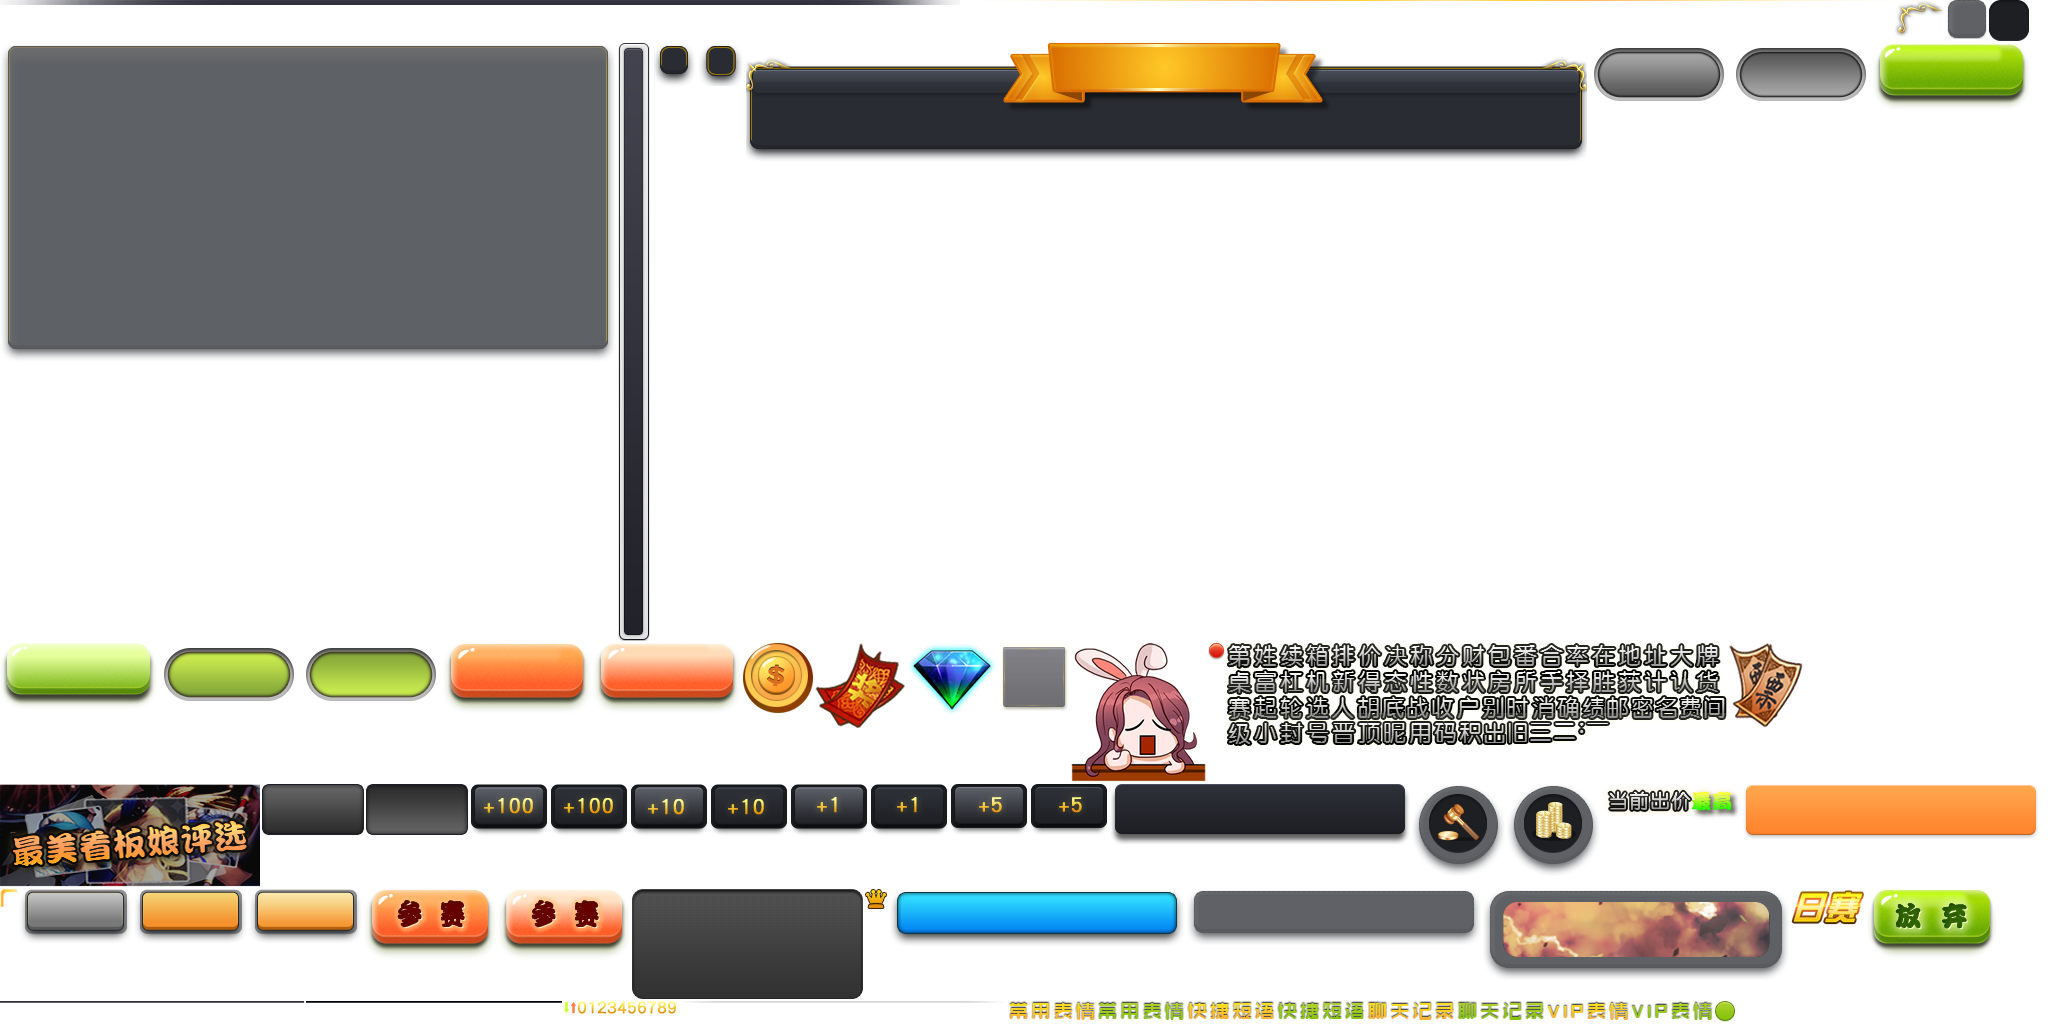 第姓续箱排价决称分财包番合率在地址大牌
桌富杠机新得态性数状房所手择胜获计认货
赛起轮选人胡底战收户别时消确绩邮密名费间
级小封号晋顶昵用码积出旧三二:一
最美看板娘评选
+100 +100 +10 +10 +1 +1 +5 +5
当前出价最高
参 赛
参 赛
日赛
放 弃
0123456789
常用表情常用表情快捷短语快捷短语聊天记录聊天记录VIP表情VIP表情